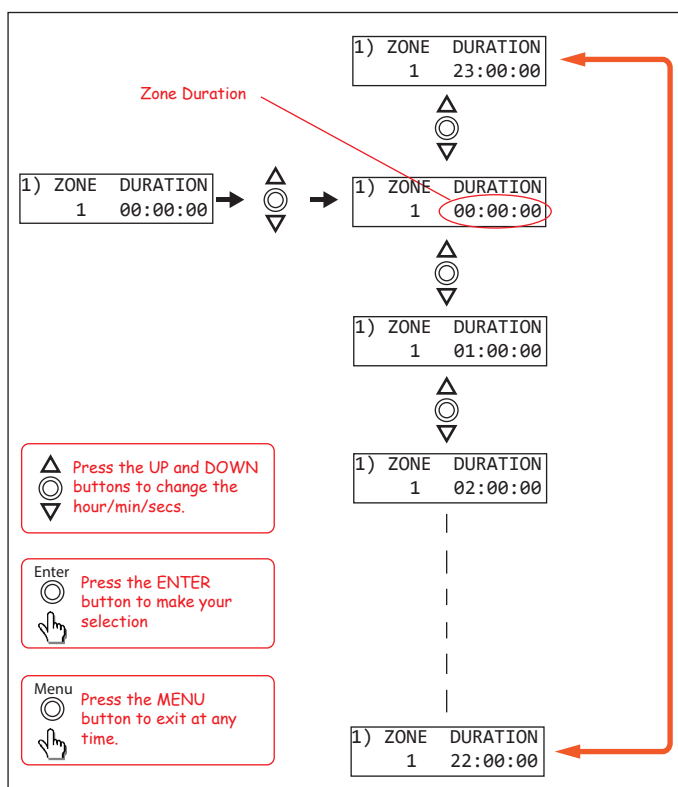 1) ZONE DURATION
1 23:00:00
Zone Duration
1) ZONE DURATION
1 00:00:00
1) ZONE DURATION
1 00:00:00
1) ZONE DURATION
1 01:00:00
1) ZONE DURATION
1 02:00:00
Press the UP and DOWN
buttons to change the
hour/min/secs.
Enter
Press the ENTER
button to make your
selection
Menu
Press the MENU
button to exit at any
time.
1) ZONE DURATION
1 22:00:00